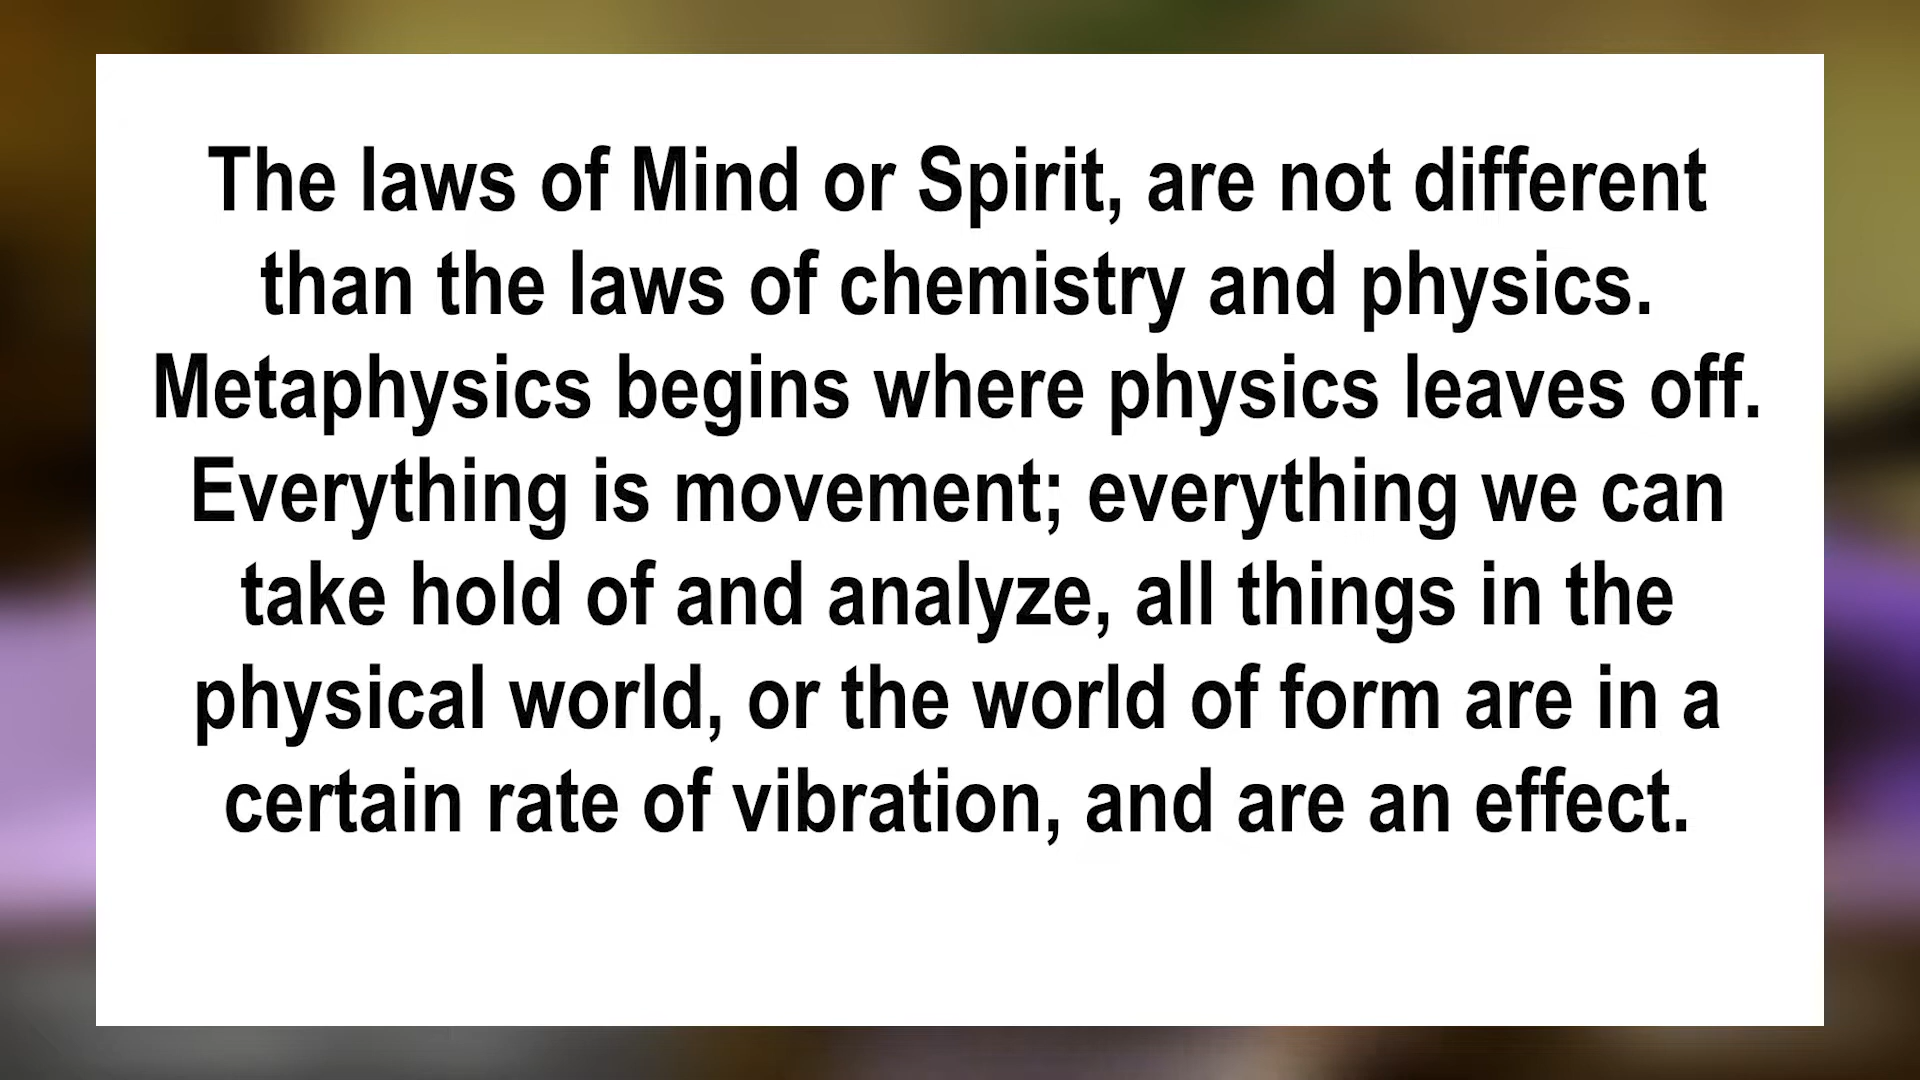 The laws of Mind or Spirit, are not different
than the laws of chemistry and physics.
Metaphysics begins where physics leaves off.
Everything is movement; everything we can
take hold of and analyze, all things in the
physical world, or the world of form are in a
certain rate of vibration, and are an effect.